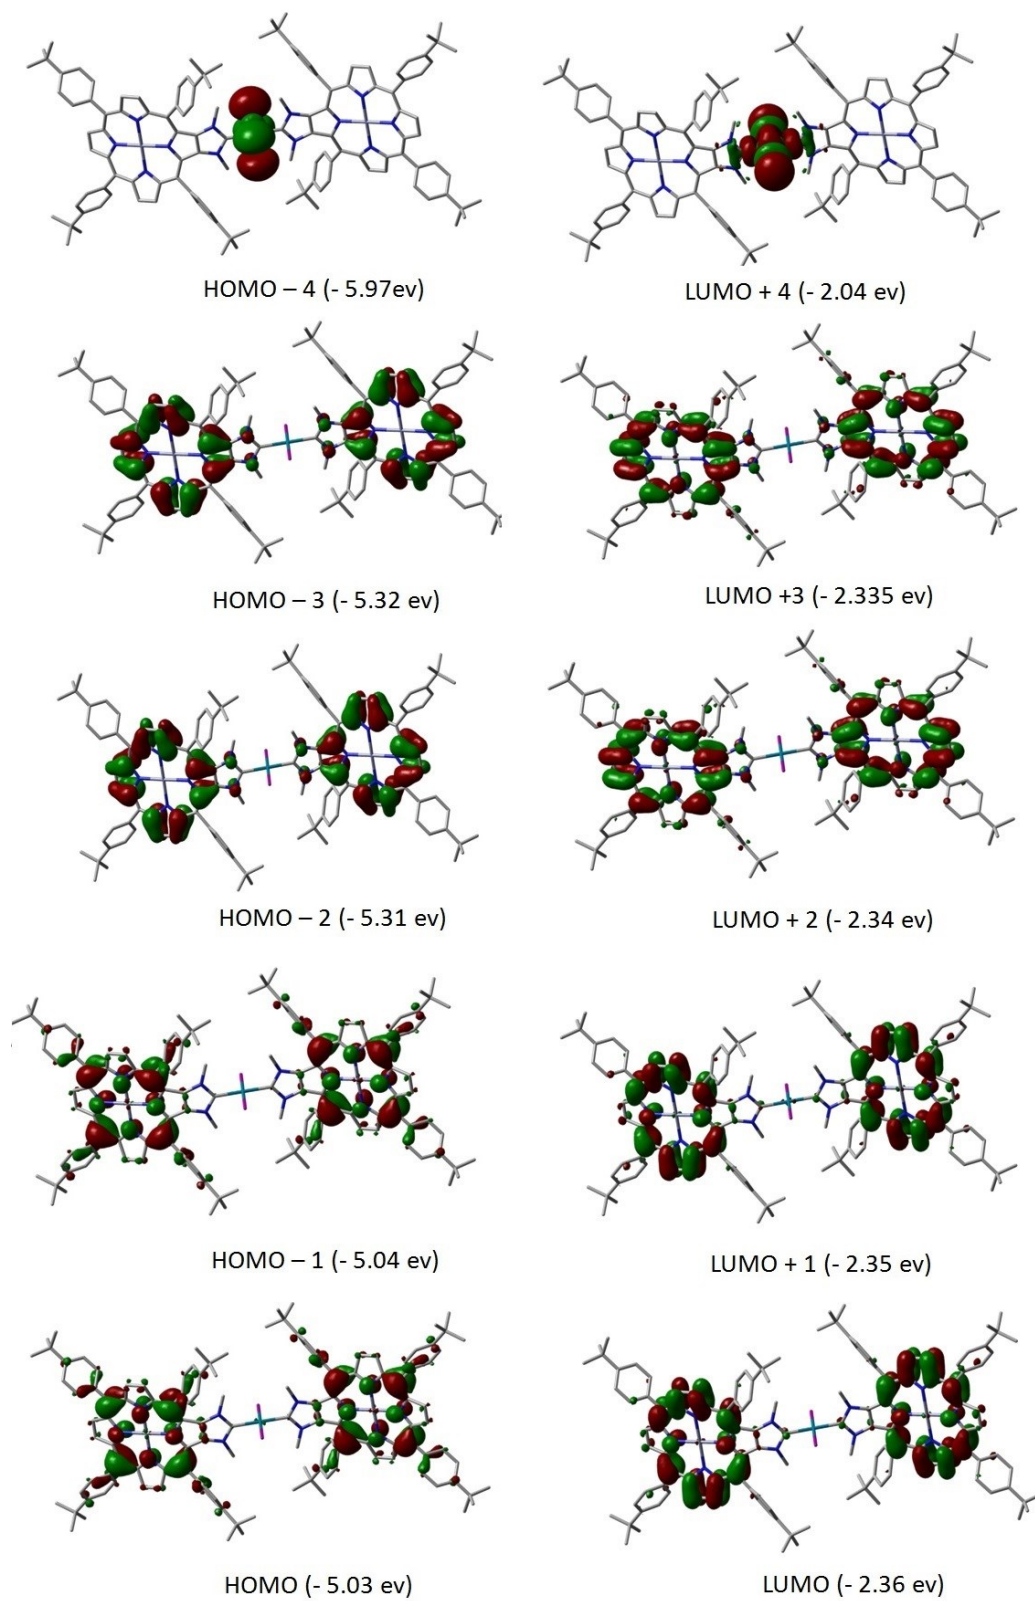 HOMO – 4 (- 5.97ev)
LUMO + 4 (- 2.04 ev)
HOMO – 3 (- 5.32 ev)
LUMO +3 (- 2.335 ev)
HOMO – 2 (- 5.31 ev)
LUMO + 2 (- 2.34 ev)
HOMO – 1 (- 5.04 ev)
LUMO + 1 (- 2.35 ev)
HOMO (- 5.03 ev)
LUMO (- 2.36 ev)